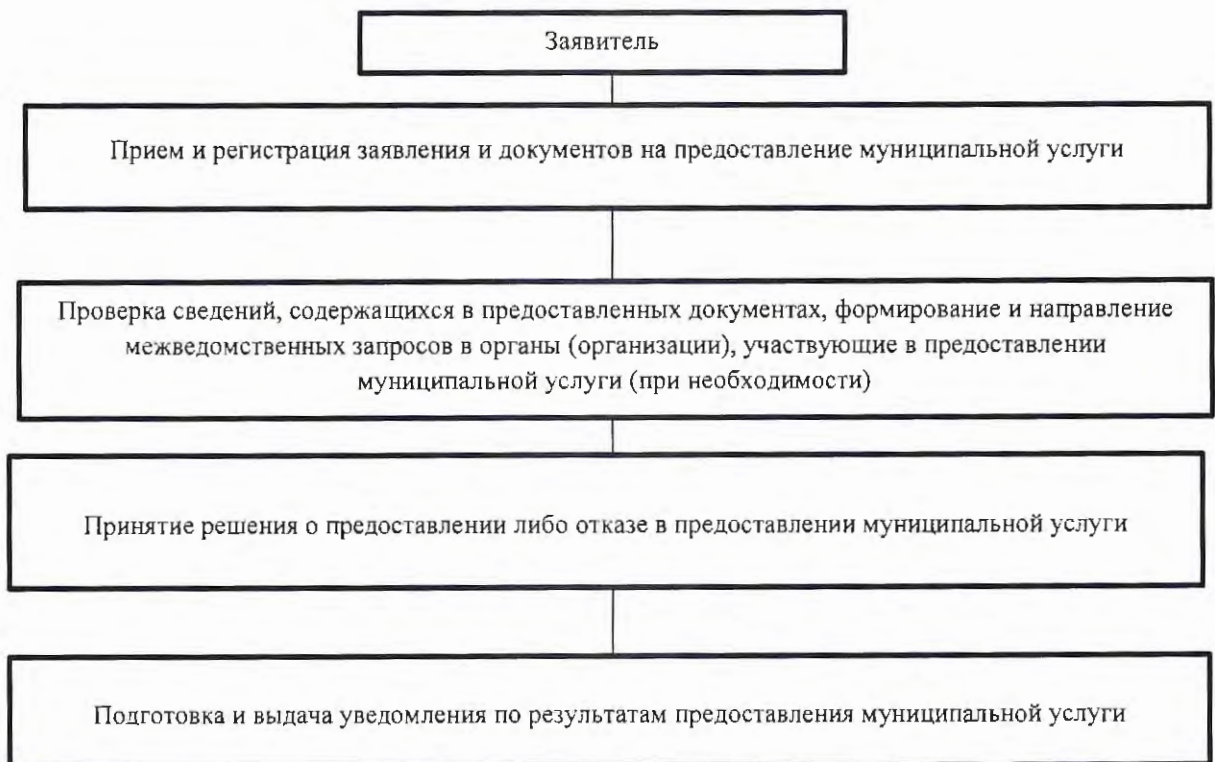 Заявитель
Прием и регистрация заявления и документов на предоставление муниципальной услуги
Проверка сведений, содержащихся в предоставленных документах, формирование и направление
межведомственных запросов в органы (организации), участвующие в предоставлении
муниципальной услуги (при необходимости)
Принятие решения о предоставлении либо отказе в предоставлении муниципальной услуги
Подготовка и выдача уведомления по результатам предоставления муниципальной услуги